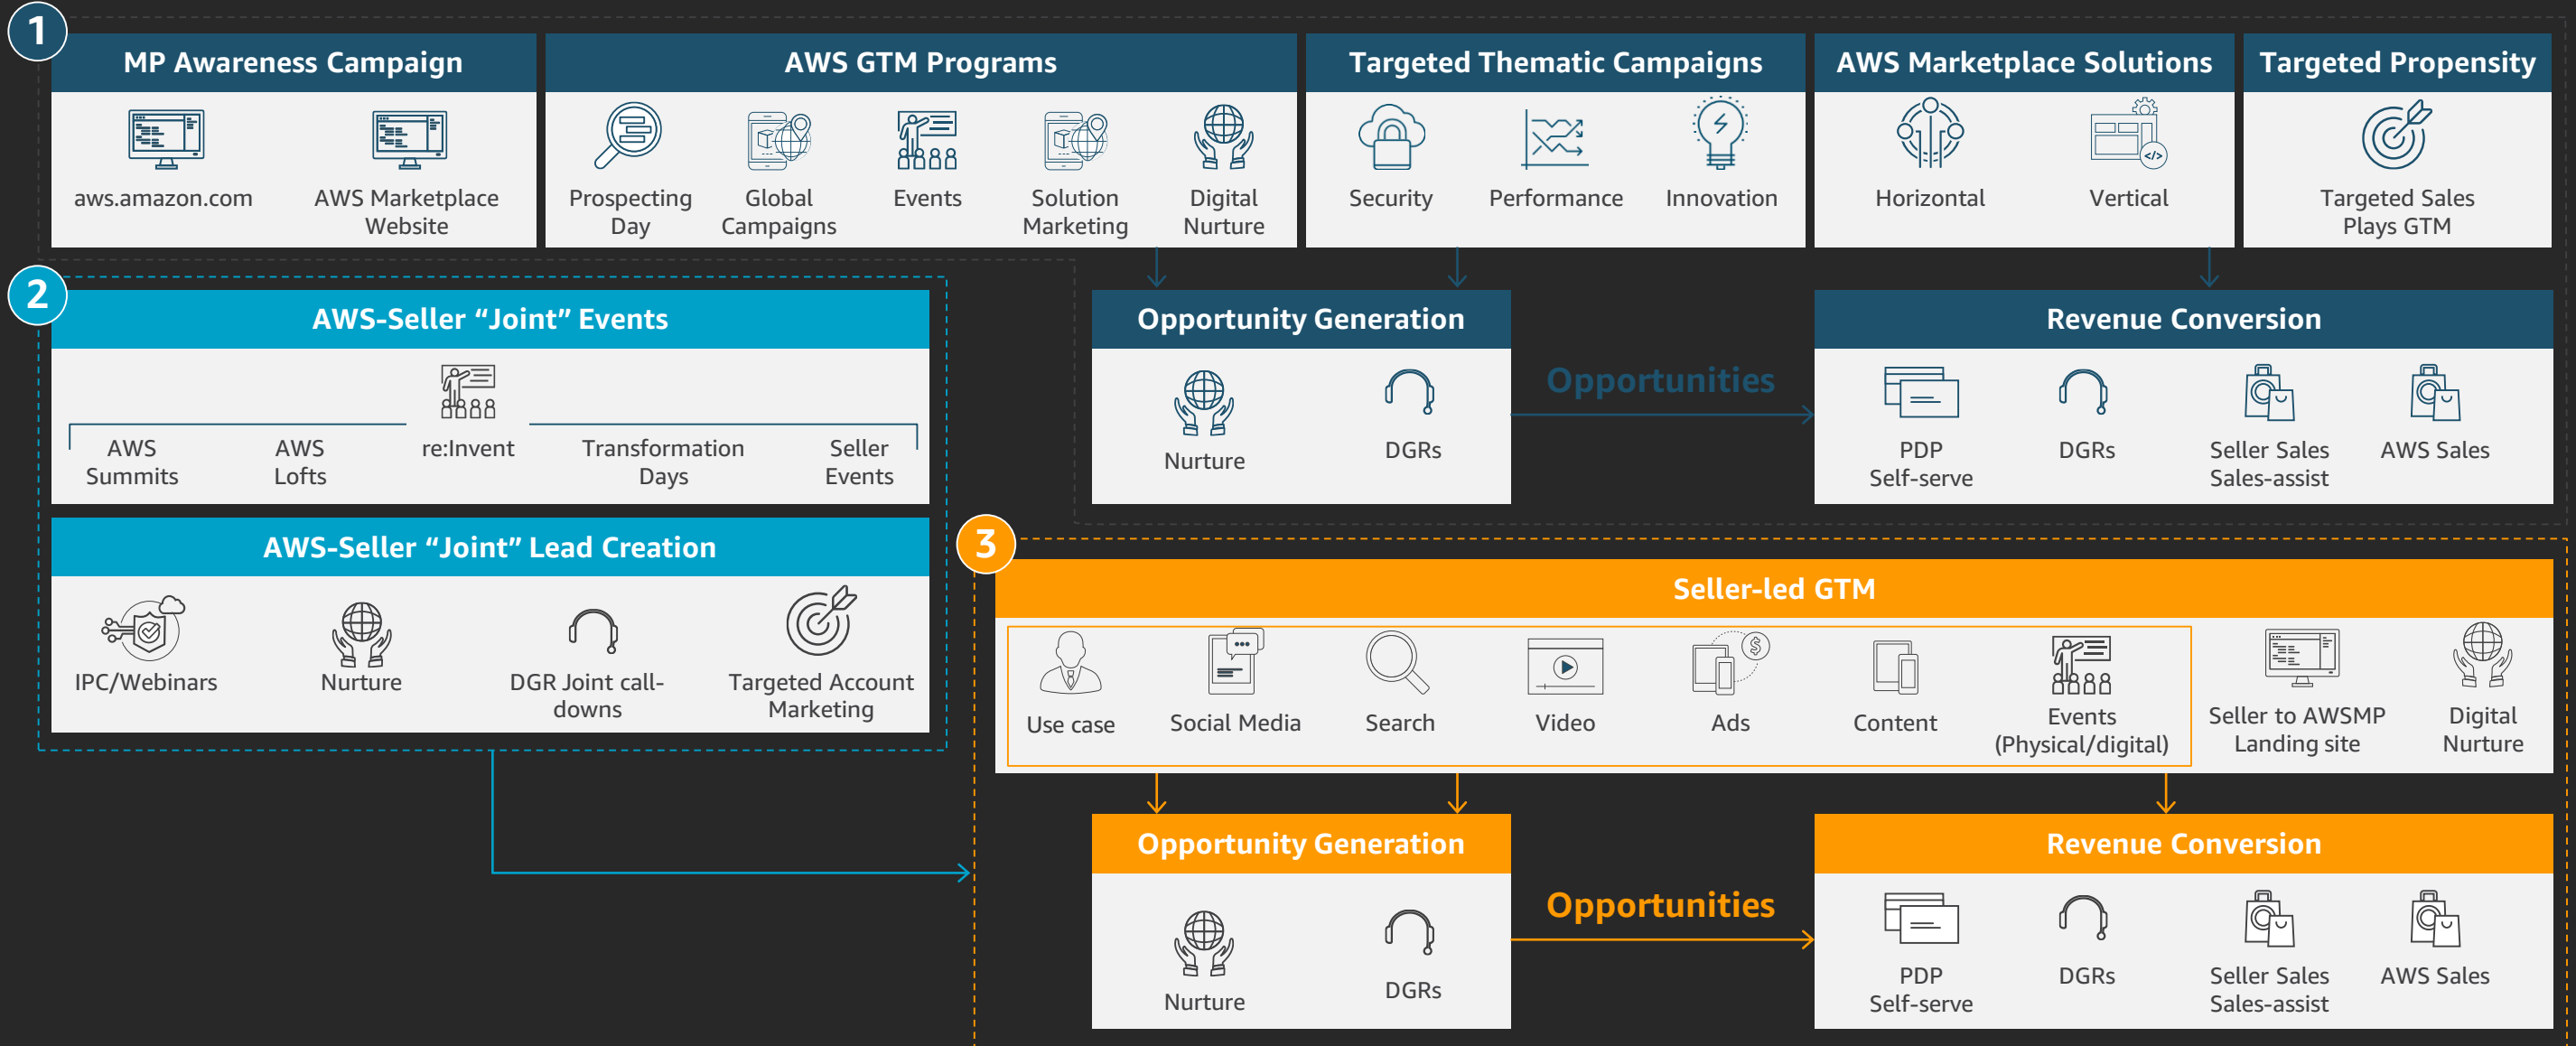 1
MP Awareness Campaign
aws.amazon.com
AWS Marketplace
Website
AWS GTM Programs
Prospecting
Day
Global
Campaigns
Events
Solution
Marketing
Digital
Nurture
Targeted Thematic Campaigns
Security
Performance
Innovation
AWS Marketplace Solutions
</>
Horizontal
Vertical
Targeted Propensity
Targeted Sales
Plays GTM
Opportunity Generation
Nurture
DGRs
Opportunities
Revenue Conversion
PDP
Self-serve
DGRs
Seller Sales
Sales-assist
AWS Sales
2
AWS-Seller “Joint” Events
AWS
Summits
AWS
Lofts
re:Invent
Transformation
Days
Seller
Events
AWS-Seller “Joint” Lead Creation
IPC/Webinars
Nurture
DGR Joint call-
downs
Targeted Account
Marketing
3
Seller-led GTM
Use case
Social Media
Search
Video
$
Ads
Content
Events
(Physical/digital)
Seller to AWSMP
Landing site
Digital
Nurture
Opportunity Generation
Nurture
DGRs
Opportunities
Revenue Conversion
PDP
Self-serve
DGRs
Seller Sales
Sales-assist
AWS Sales